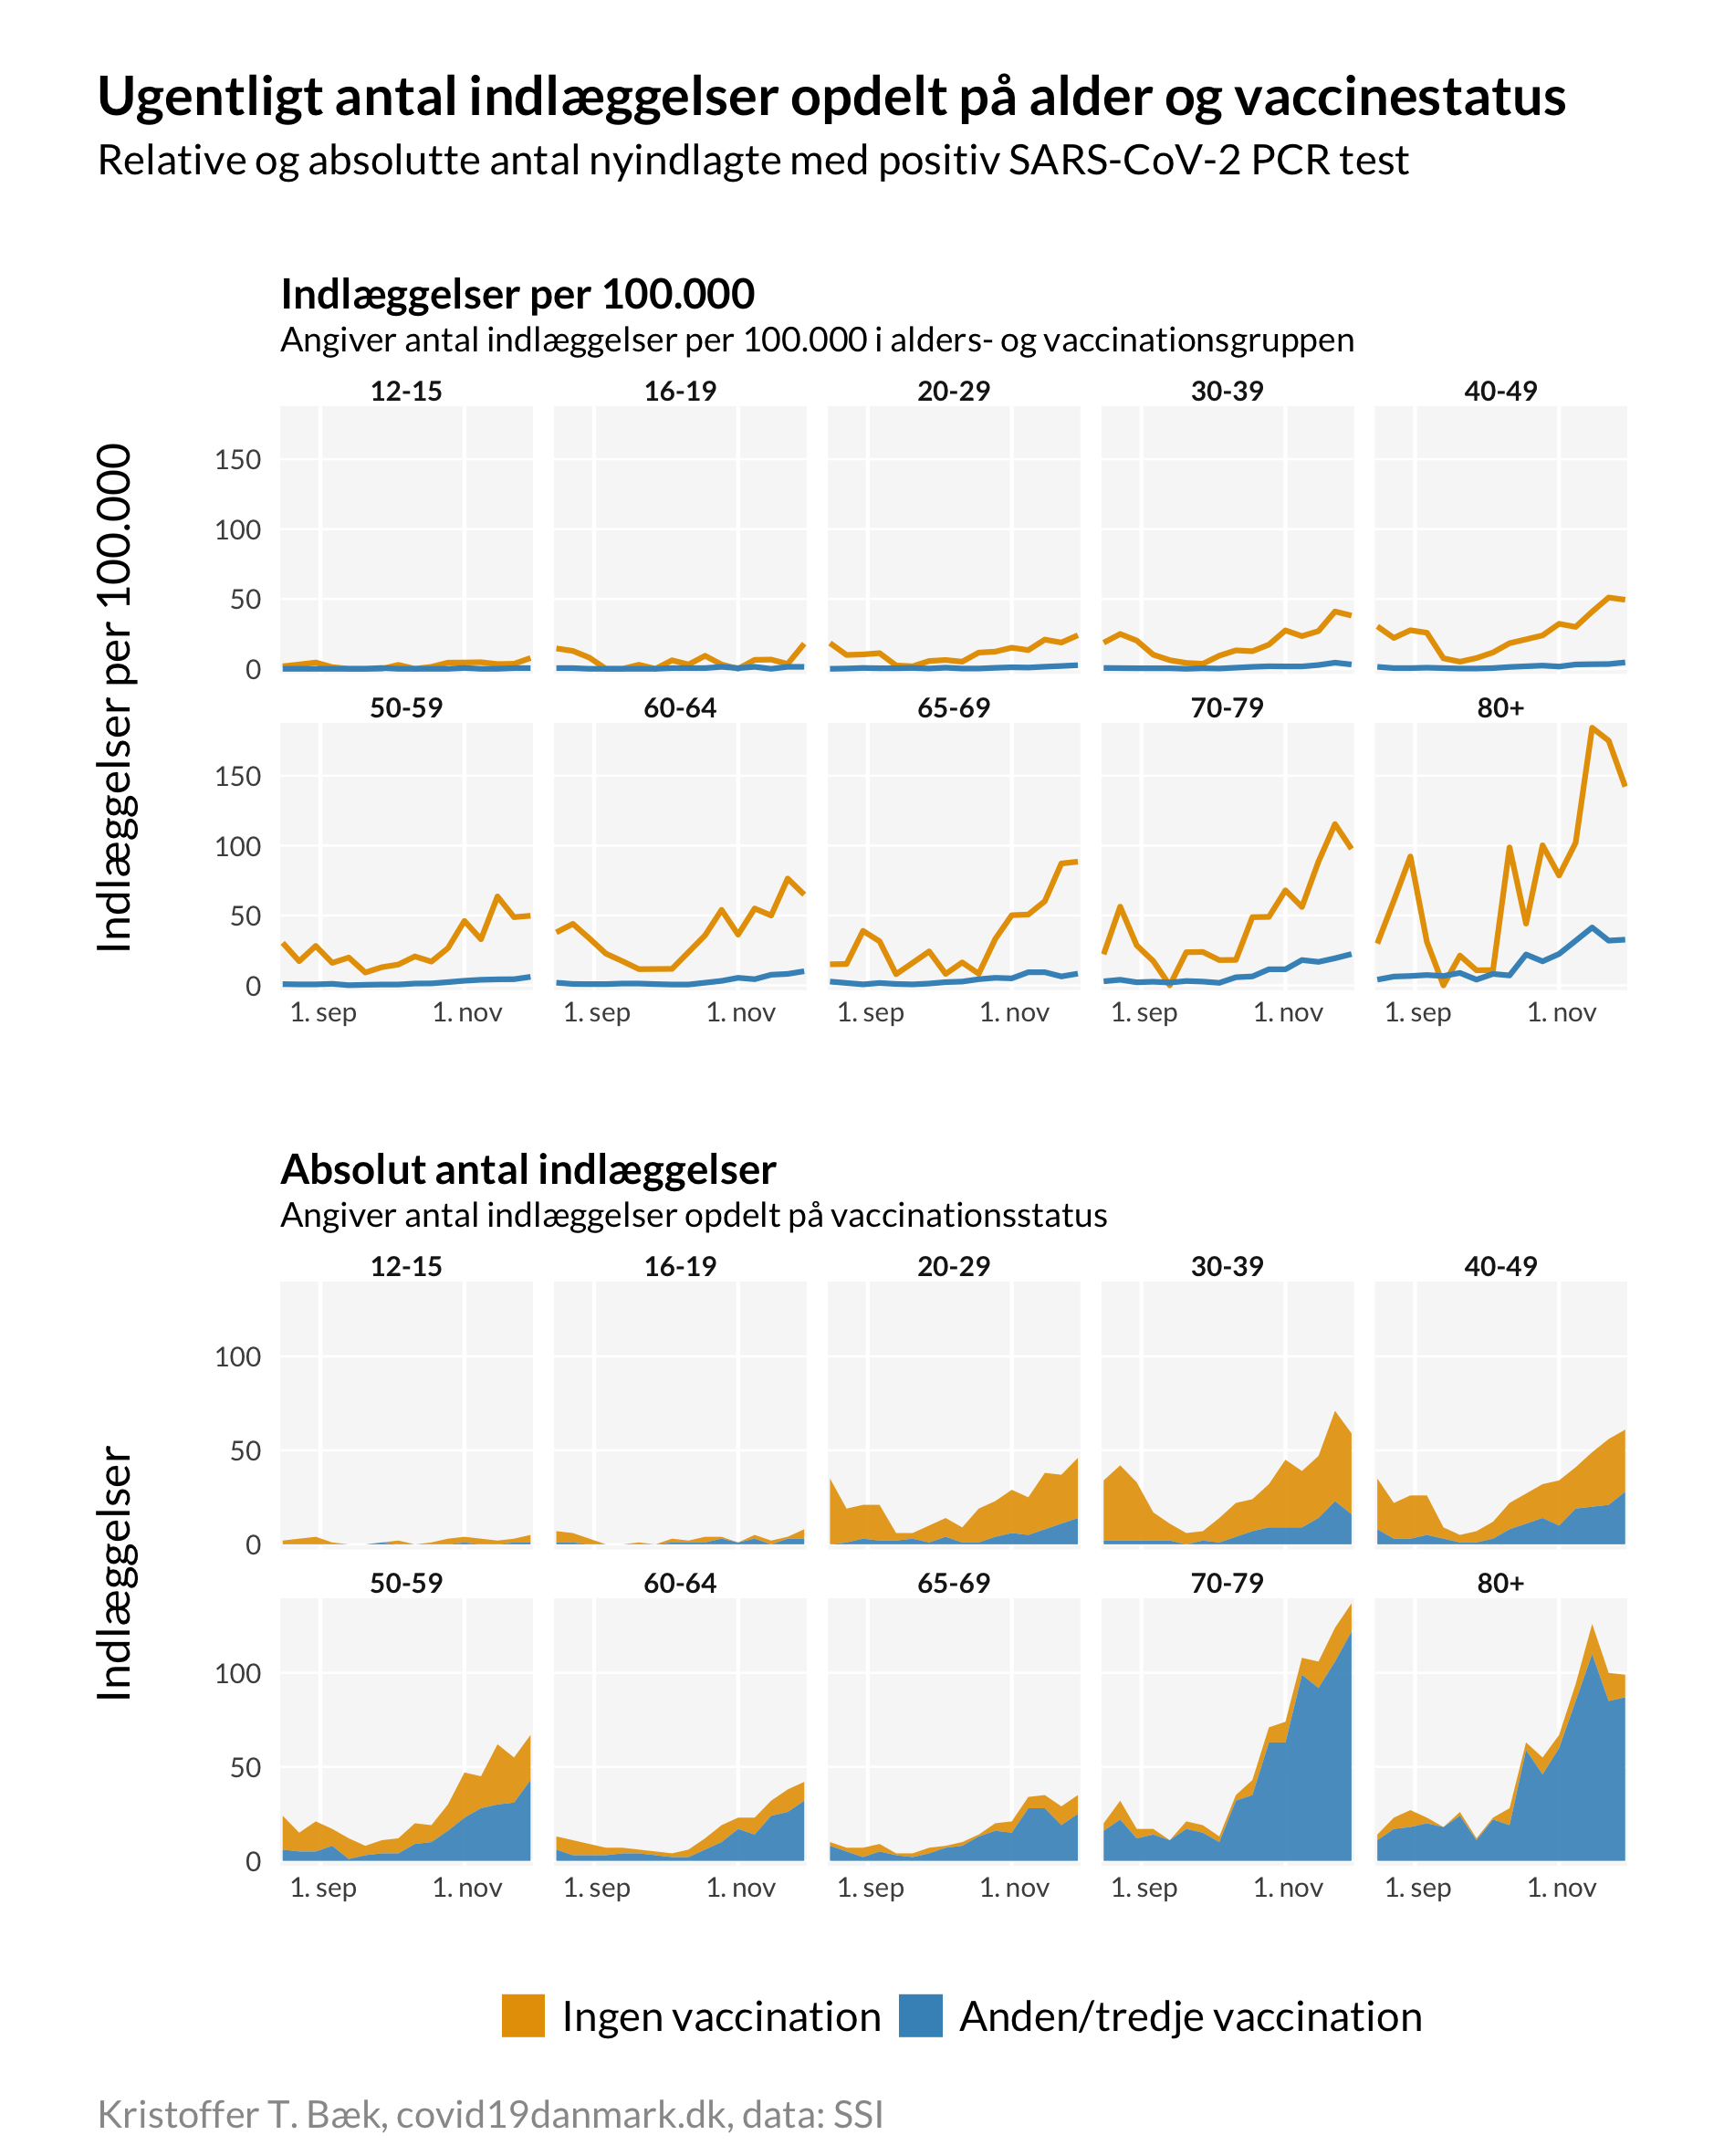 Ugentligt antal indlæggelser opdelt på alder og vaccinestatus
Relative og absolutte antal nyindlagte med positiv SARS-CoV-2 PCR test
Indlæggelser per 100.000
Angiver antal indlæggelser per 100.000 i alders- og vaccinationsgruppen
12-15 16-19 20-29 30-39 40-49
Indlæggelser per 100.000
150
100
50
0
50-59 60-64 65-69 70-79 80+
150
100
50
0
1. sep 1. nov 1. sep 1. nov 1. sep 1. nov 1. sep 1. nov 1. sep 1. nov
Absolut antal indlæggelser
Angiver antal indlæggelser opdelt på vaccinationsstatus
12-15 16-19 20-29 30-39 40-49
Indlæggelser
100
50
0
50-59 60-64 65-69 70-79 80+
100
50
0
1. sep 1. nov 1. sep 1. nov 1. sep 1. nov 1. sep 1. nov 1. sep 1. nov
Ingen vaccination Anden/tredje vaccination
Kristoffer T. Bæk, covid19danmark.dk, data: SSI